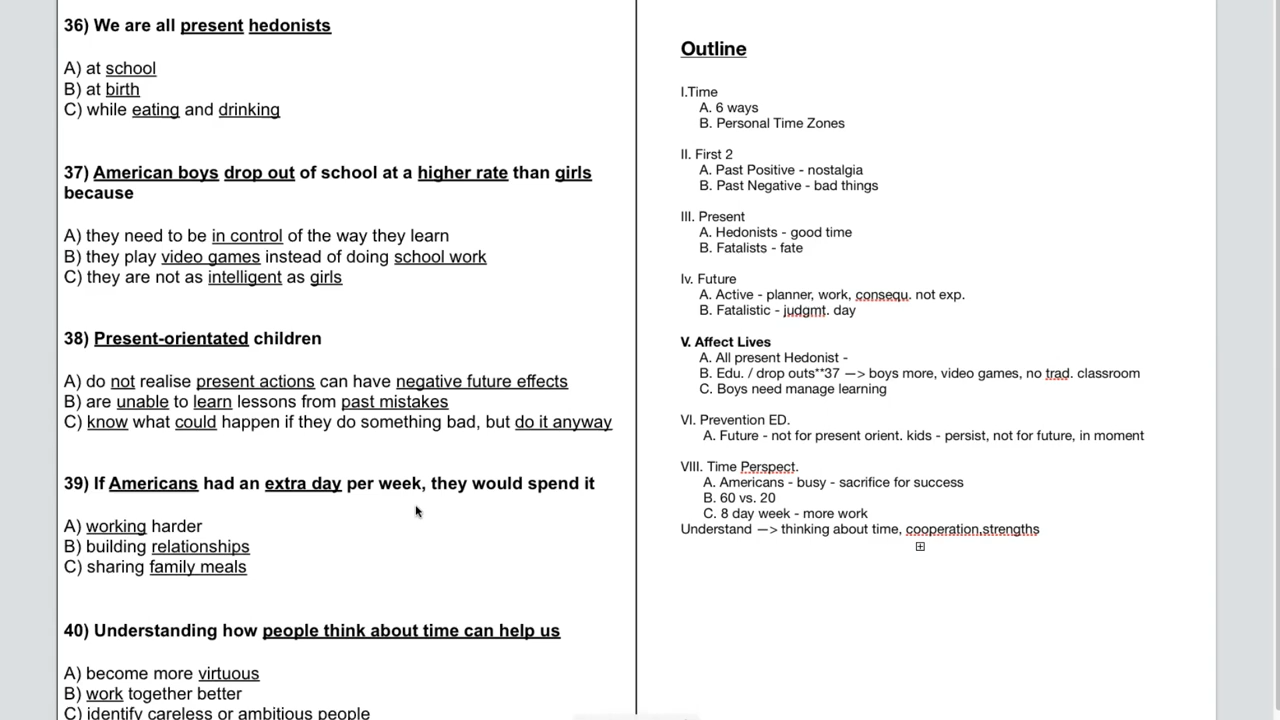 36) We are all present hedonists
A) at school
B) at birth
C) while eating and drinking
37) American boys drop out of school at a higher rate than girls
because
A) they need to be in control of the way they learn
B) they play video games instead of doing school work
C) they are not as intelligent as girls
38) Present-orientated children
A) do not realise present actions can have negative future effects
B) are unable to learn lessons from past mistakes
C) know what could happen if they do something bad, but do it anyway
39) If Americans had an extra day per week, they would spend it
A) working harder
B) building relationships
C) sharing family meals
40) Understanding how people think about time can help us
A) become more virtuous
B) work together better
C) identify careless or ambitious people
Outline
I.Time
A. 6 ways
B. Personal Time Zones
II. First 2
A. Past Positive - nostalgia
B. Past Negative - bad things
III. Present
A. Hedonists - good time
B. Fatalists - fate
Iv. Future
A. Active - planner, work, consequ. not exp.
B. Fatalistic - judgmt. day
V. Affect Lives
A. All present Hedonist -
B. Edu. / drop outs**37 —> boys more, video games, no trad. classroom
C. Boys need manage learning
VI. Prevention ED.
A. Future - not for present orient. kids - persist, not for future, in moment
VIII. Time Perspect.
A. Americans - busy - sacrifice for success
B. 60 vs. 20
C. 8 day week - more work
Understand —> thinking about time, cooperation,strengths